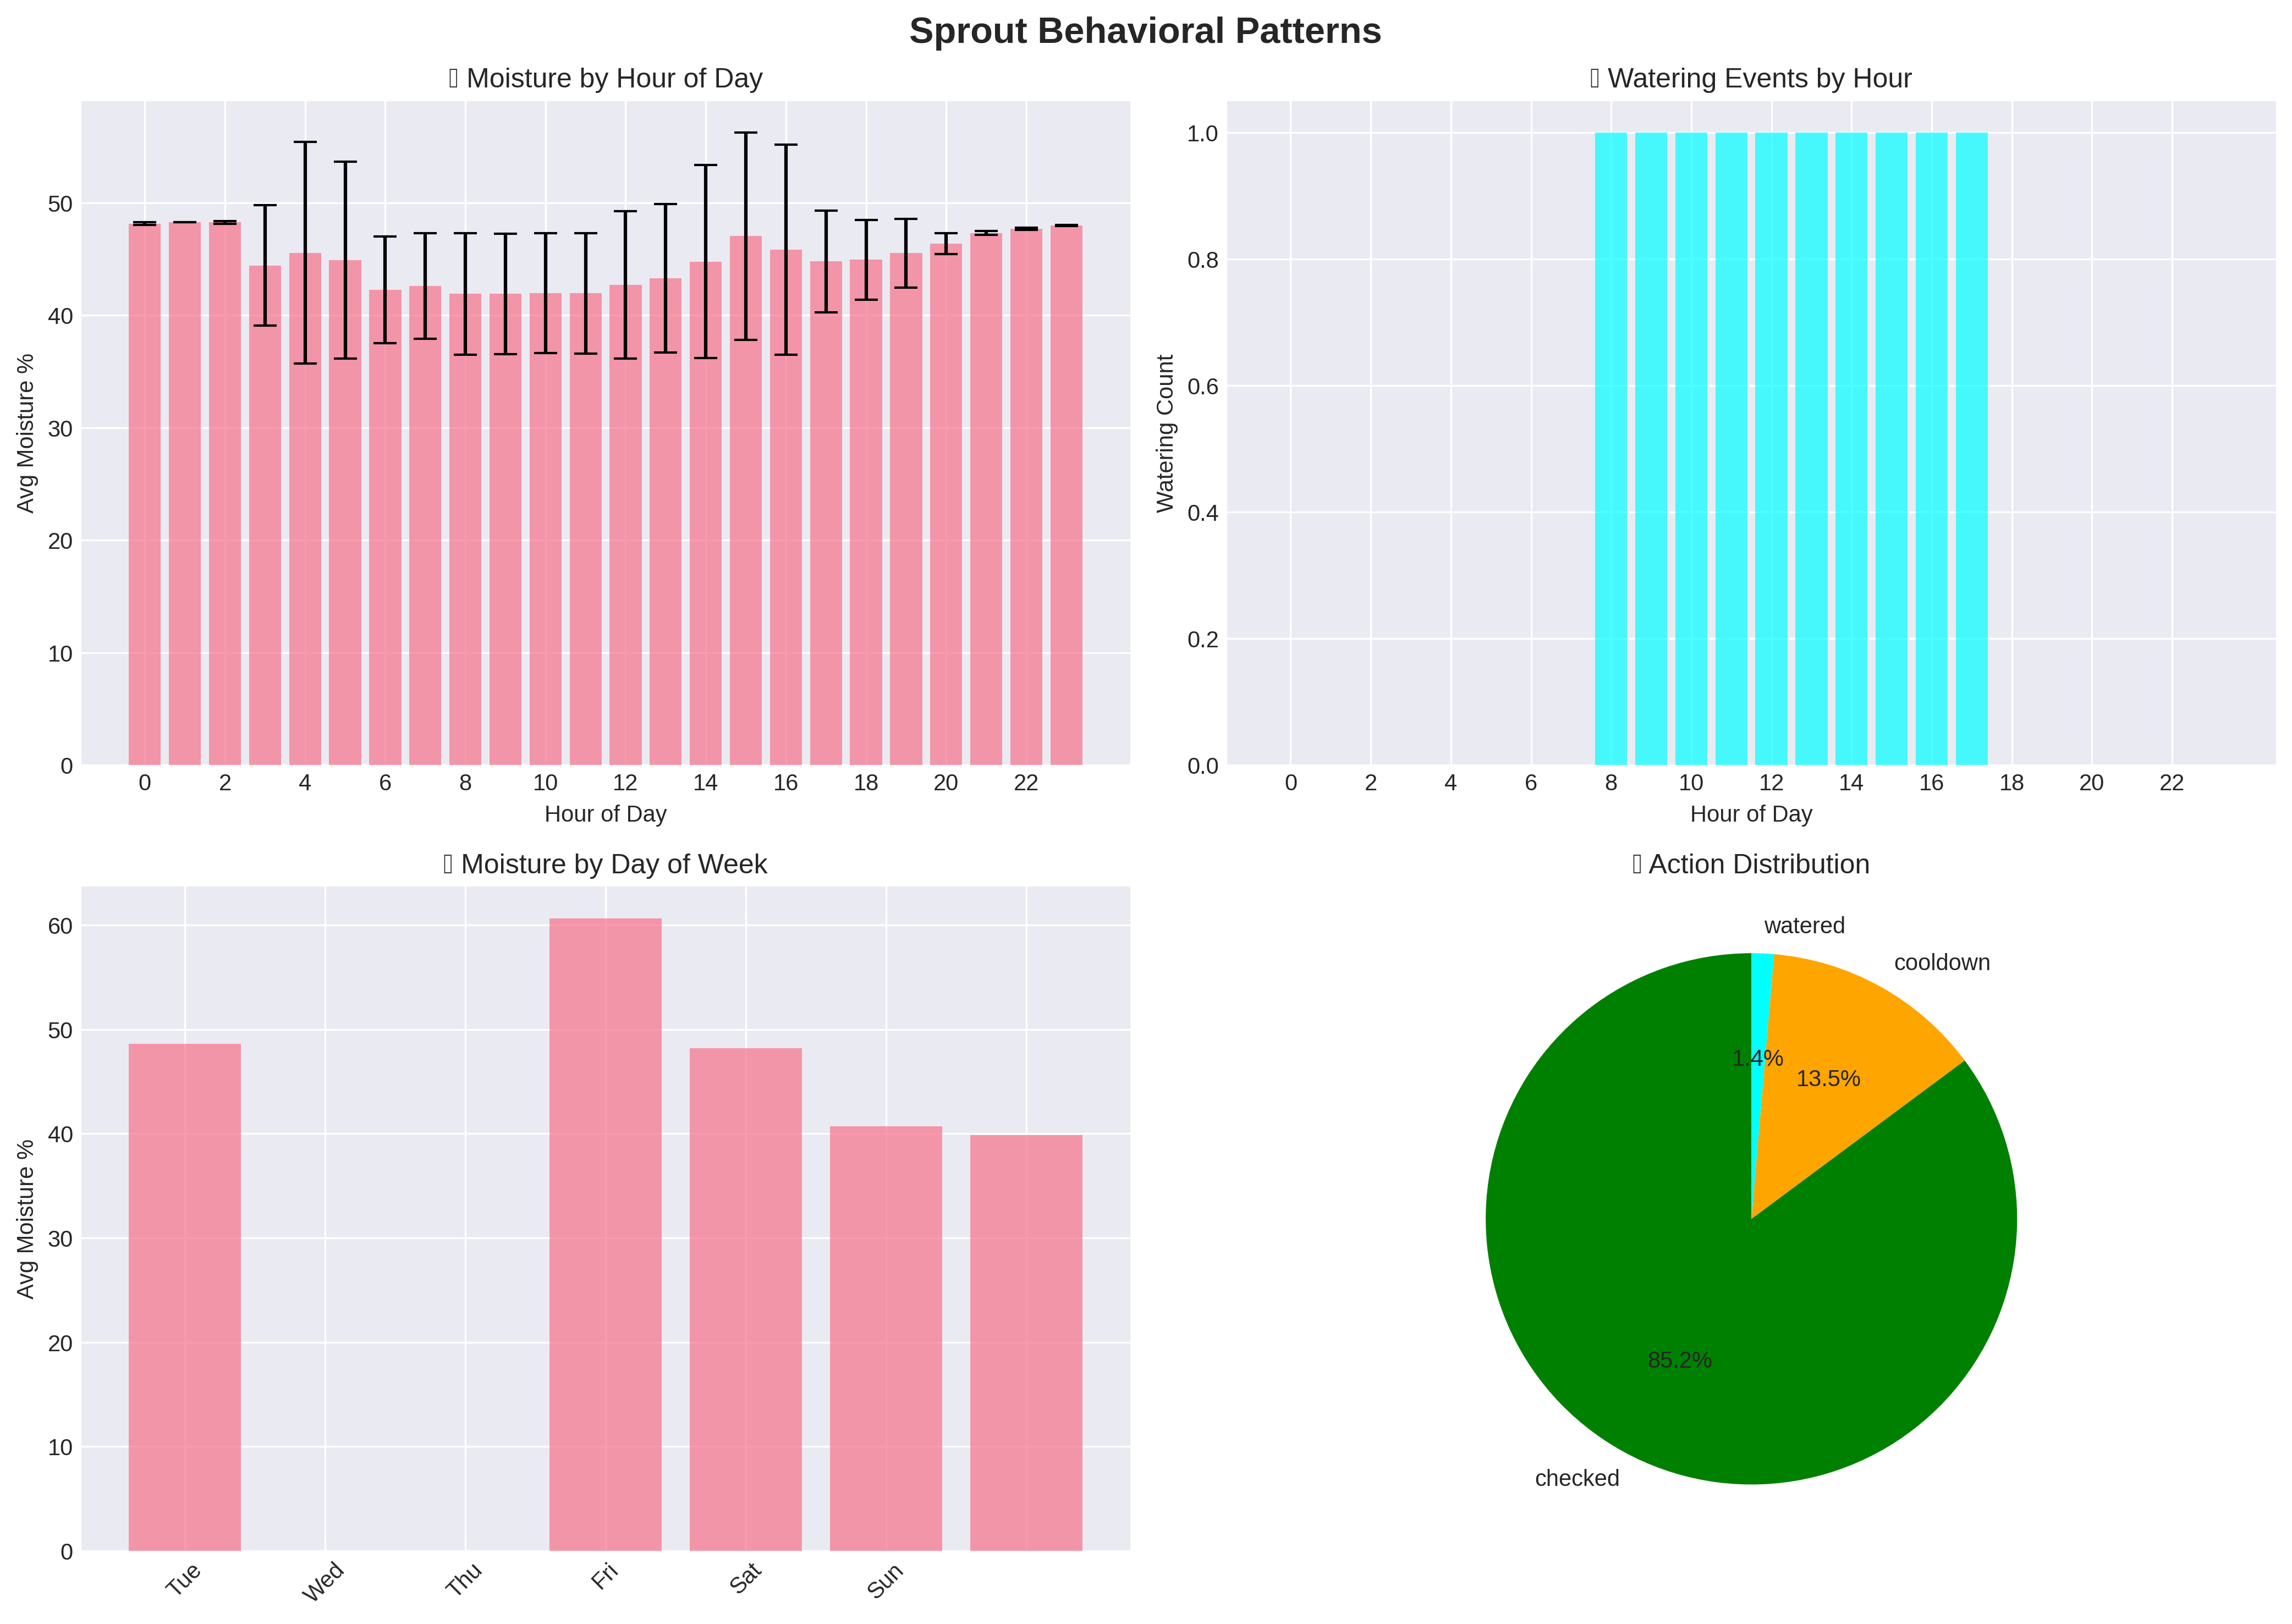 Sprout Behavioral Patterns
▯ Moisture by Hour of Day
Avg Moisture %
50
40
30
20
10
0
0 2 4 6 8 10 12 14 16 18 20 22
Hour of Day
▯ Watering Events by Hour
Watering Count
1.0
0.8
0.6
0.4
0.2
0.0
0 2 4 6 8 10 12 14 16 18 20 22
Hour of Day
▯ Moisture by Day of Week
Avg Moisture %
60
50
40
30
20
10
0
Tue Wed Thu Fri Sat Sun
▯ Action Distribution
watered
cooldown
1.4%
13.5%
85.2%
checked